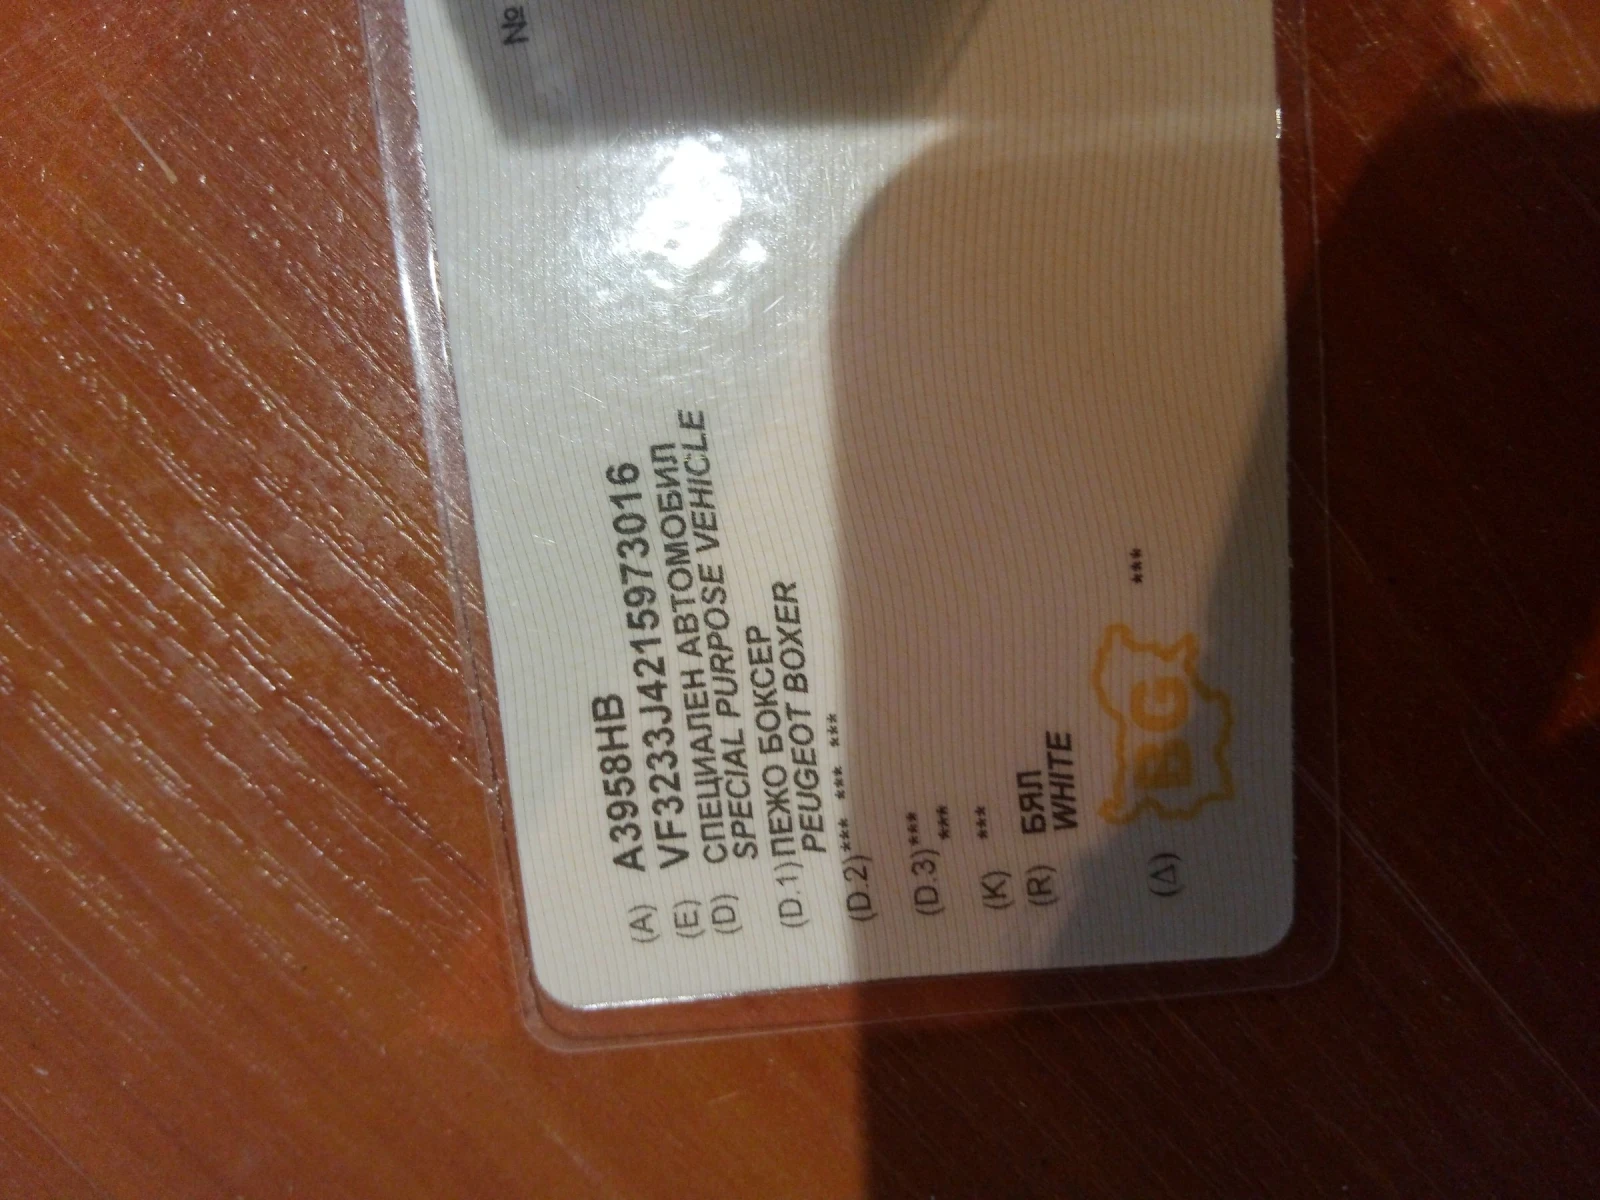 №
(A) A3958HB
(E) VF3233J4215973016
(D) СПЕЦИАЛЕН АВТОМОБИЛ
SPECIAL PURPOSE VEHICLE
(D.1) ПЕЖО БОКСЕР
PEUGEOT BOXER
(D.2) *** *** ***
(D.3) ***
***
(K) ***
(R) БЯЛ
WHITE
BG
(Δ) ***